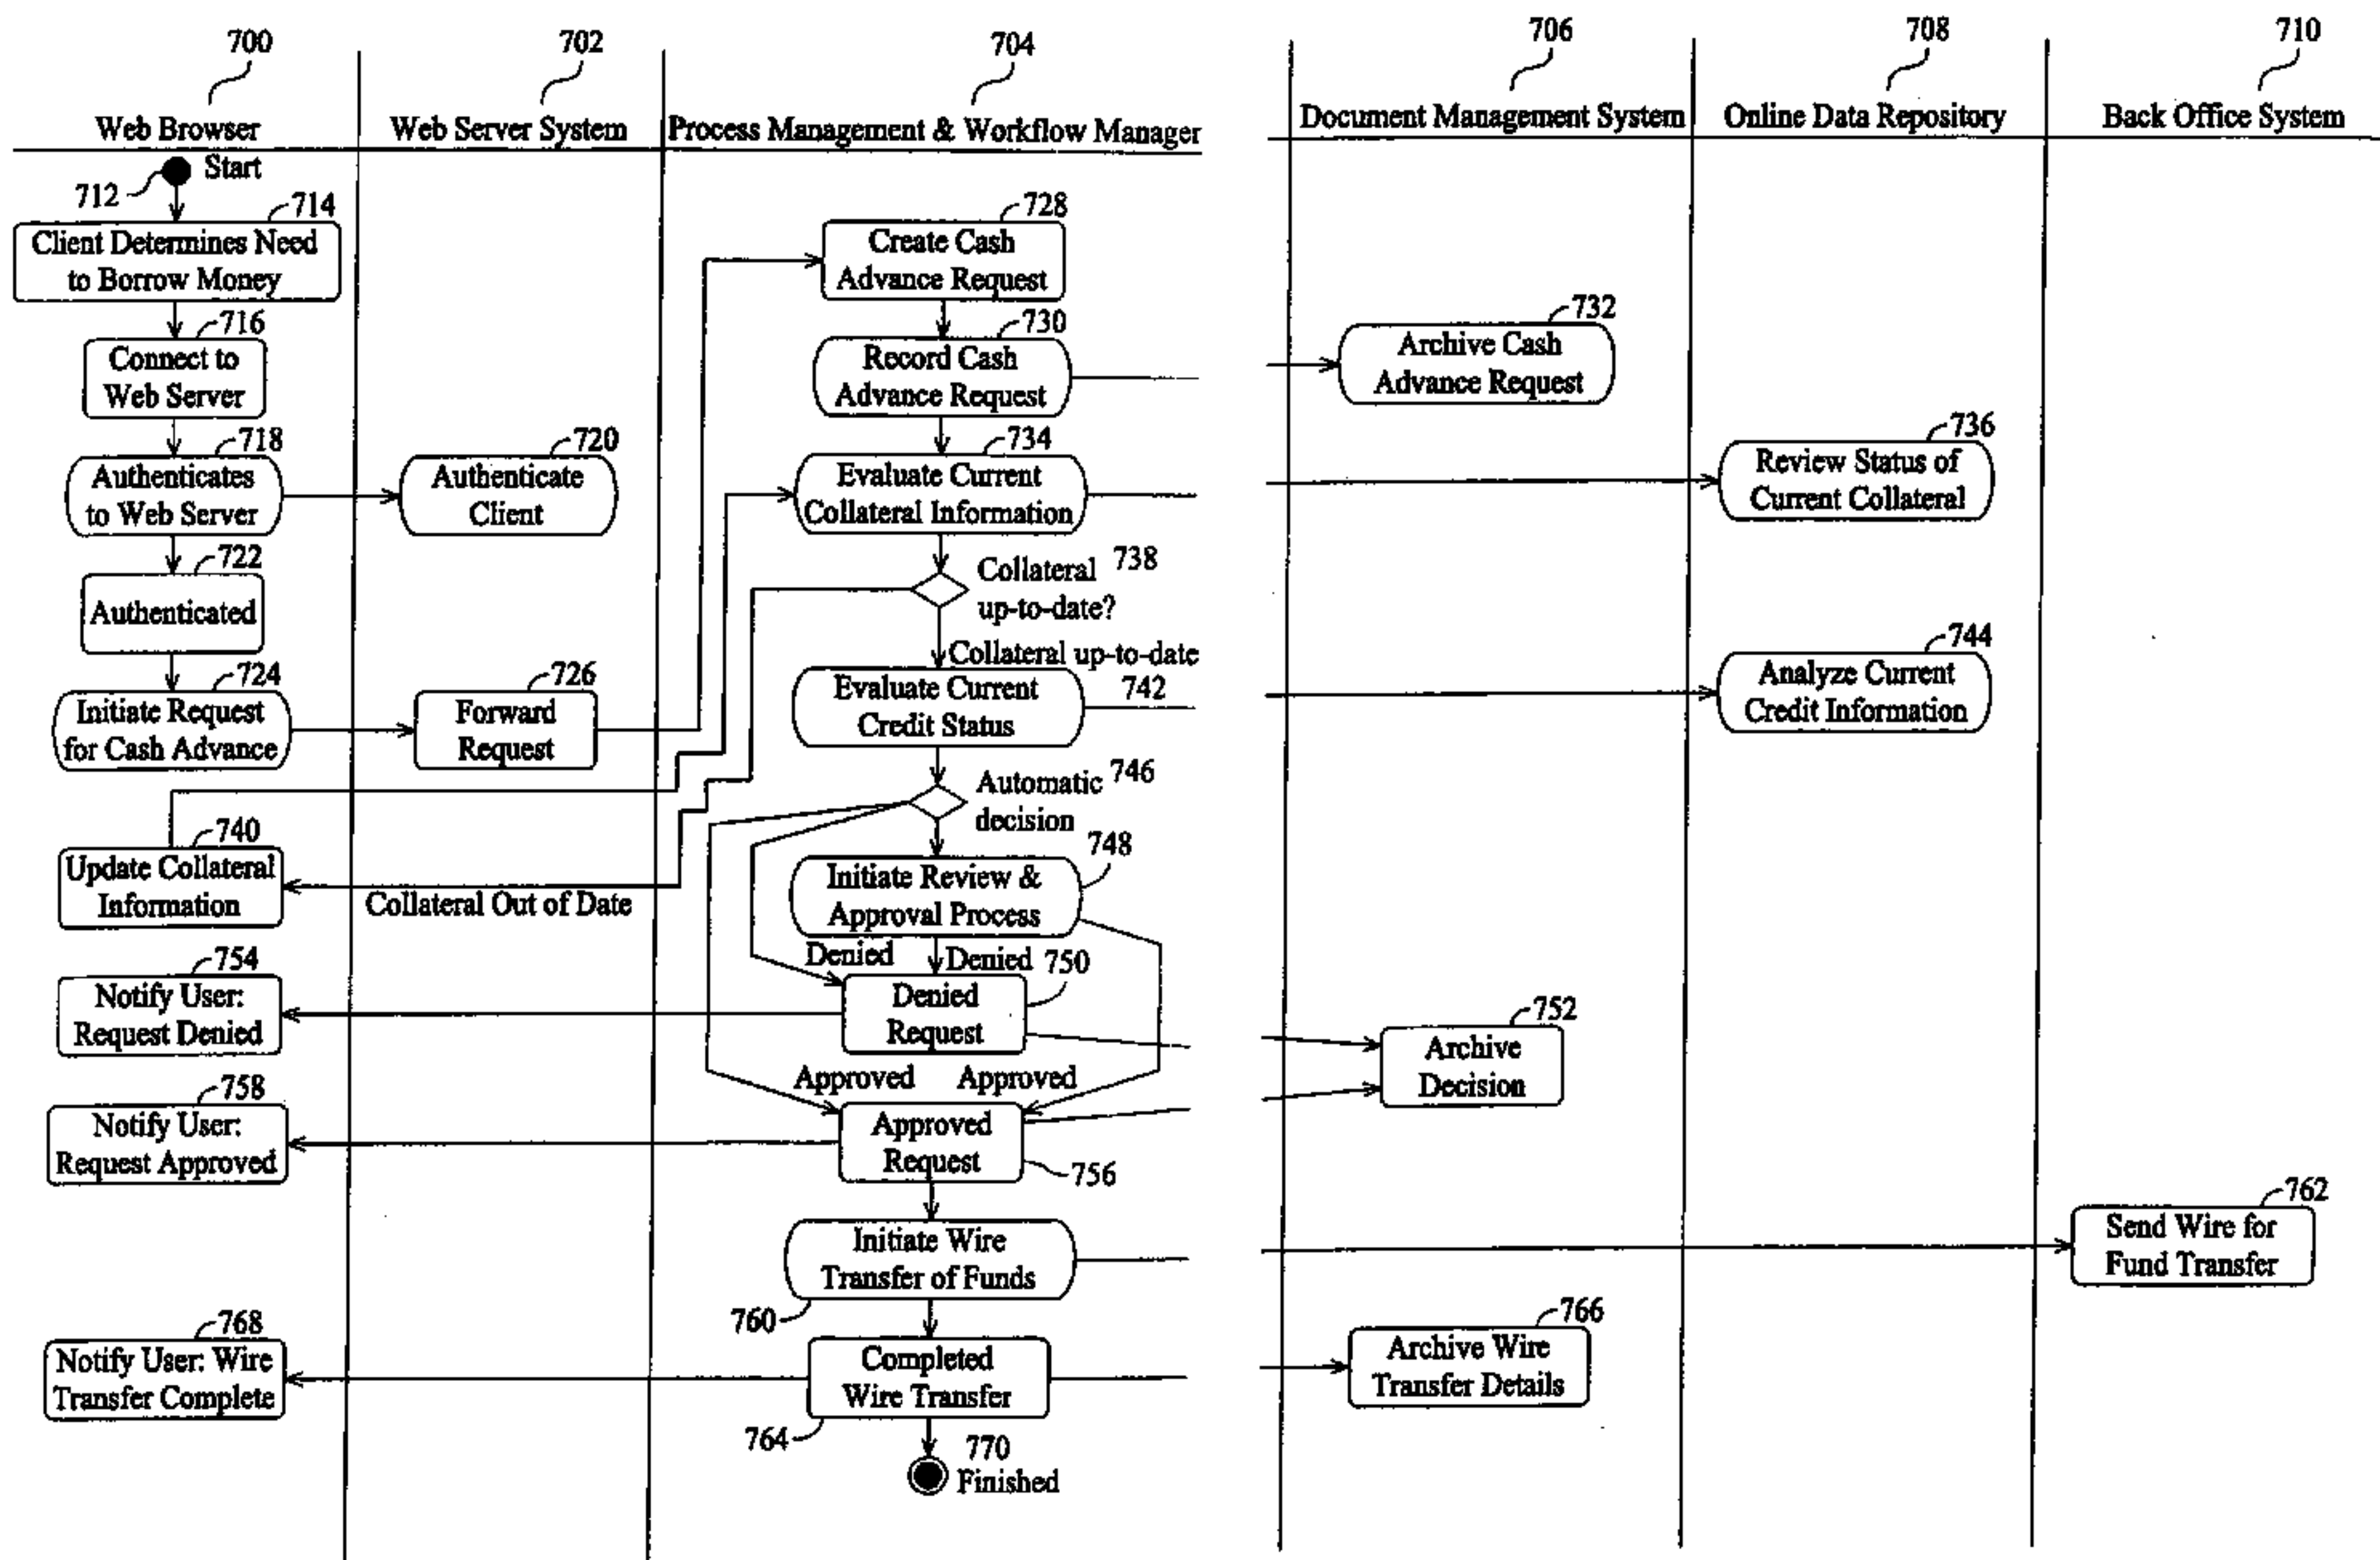 700
702
704
706
708
710
Web Browser
Web Server System
Process Management & Workflow Manager
Document Management System
Online Data Repository
Back Office System
712
Start
714
Client Determines Need
to Borrow Money
716
Connect to
Web Server
718
Authenticates
to Web Server
720
Authenticate
Client
722
Authenticated
724
Initiate Request
for Cash Advance
726
Forward
Request
728
Create Cash
Advance Request
730
Record Cash
Advance Request
732
Archive Cash
Advance Request
734
Evaluate Current
Collateral Information
736
Review Status of
Current Collateral
Collateral 738
up-to-date?
Collateral up-to-date
Evaluate Current
Credit Status
742
744
Analyze Current
Credit Information
Automatic 746
decision
740
Update Collateral
Information
Collateral Out of Date
748
Initiate Review &
Approval Process
Denied
Denied
750
Denied
Request
752
Archive
Decision
754
Notify User:
Request Denied
Approved
Approved
Approved
Request
756
758
Notify User:
Request Approved
Initiate Wire
Transfer of Funds
760
762
Send Wire for
Fund Transfer
Completed
Wire Transfer
764
766
Archive Wire
Transfer Details
768
Notify User: Wire
Transfer Complete
770
Finished